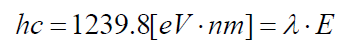 hc = 1239.8[eV · nm] = λ · E